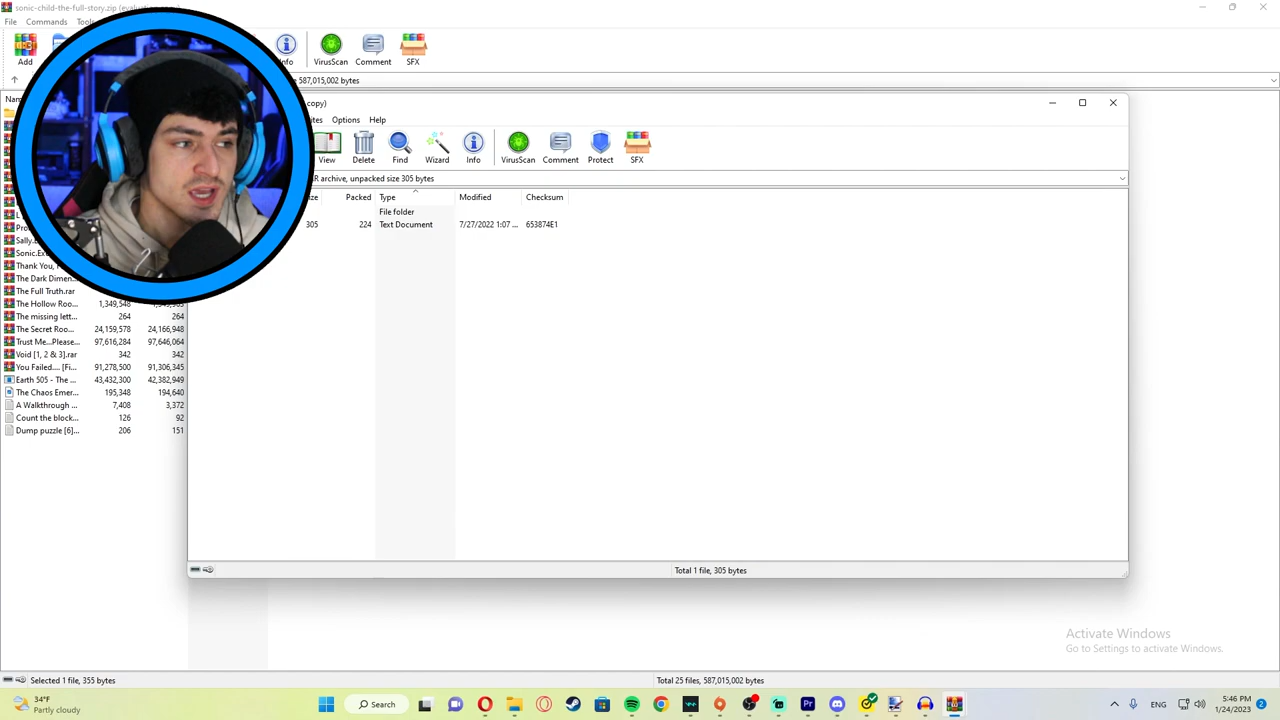 sonic-child-the-full-story.zip (evaluation copy)
File Commands Tools
Add Info VirusScan Comment SFX
587,015,002 bytes
copy)
Options Help
View Delete Find Wizard Info VirusScan Comment Protect SFX
archive, unpacked size 305 bytes
Packed Type Modified Checksum
File folder
305 224 Text Document 7/27/2022 1:07 ... 653874E1
Thank You,
The Dark Dimen...
The Full Truth.rar
The Hollow Roo... 1,349,548
The missing lett... 264 264
The Secret Roo... 24,159,578 24,166,948
Trust Me...Please... 97,616,284 97,646,064
Void [1, 2 & 3].rar 342 342
You Failed.... [Fi... 91,278,500 91,306,345
Earth 505 - The ... 43,432,300 42,382,949
The Chaos Emer... 195,348 194,640
A Walkthrough ... 7,408 3,372
Count the block... 126 92
Dump puzzle [6]... 206 151
Total 1 file, 305 bytes
Activate Windows
Go to Settings to activate Windows.
Selected 1 file, 355 bytes Total 25 files, 587,015,002 bytes
34°F
Partly cloudy
Search
ENG
5:46 PM
1/24/2023
2